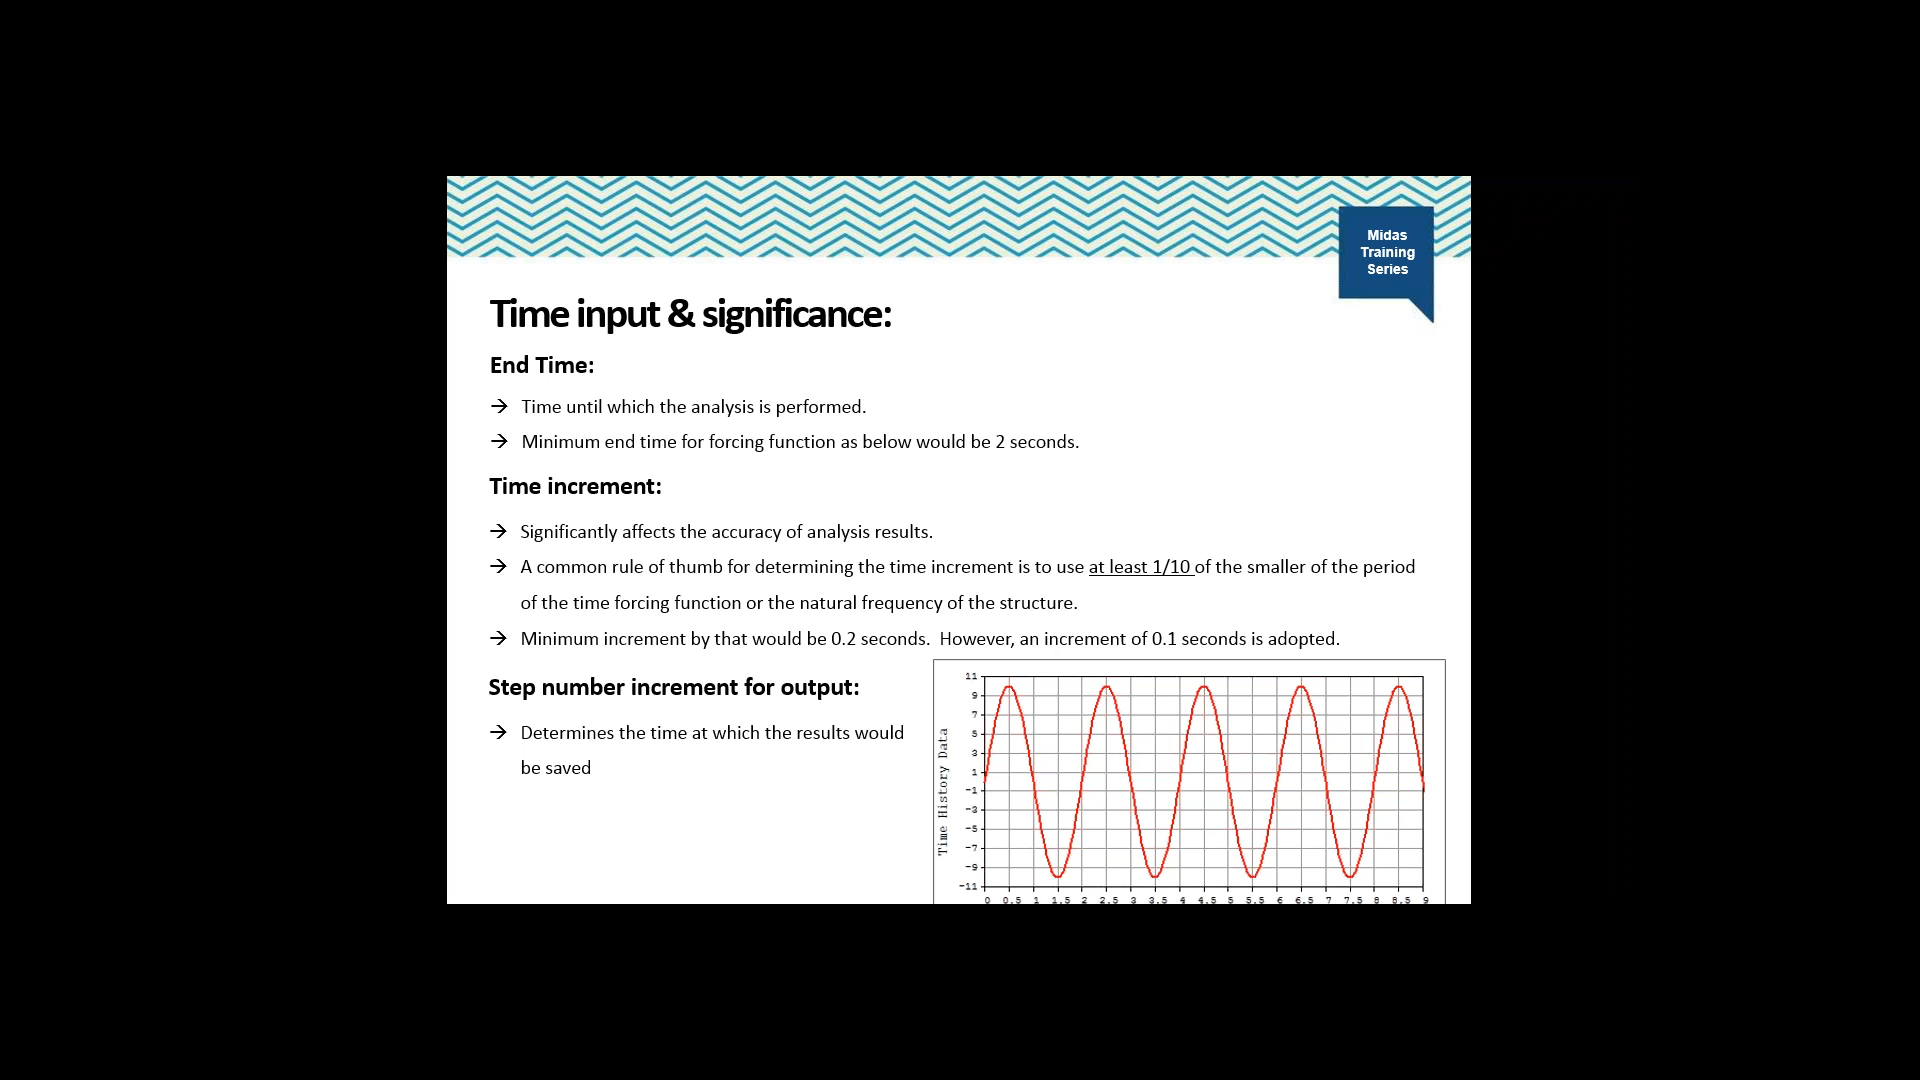 Midas
Training
Series
Time input & significance:
End Time:
→ Time until which the analysis is performed.
→ Minimum end time for forcing function as below would be 2 seconds.
Time increment:
→ Significantly affects the accuracy of analysis results.
→ A common rule of thumb for determining the time increment is to use at least 1/10 of the smaller of the period
of the time forcing function or the natural frequency of the structure.
→ Minimum increment by that would be 0.2 seconds. However, an increment of 0.1 seconds is adopted.
Step number increment for output:
→ Determines the time at which the results would
be saved
Time History Data
11
9
7
5
3
1
-1
-3
-5
-7
-9
-11
0 0.5 1 1.5 2 2.5 3 3.5 4 4.5 5 5.5 6 6.5 7 7.5 8 8.5 9